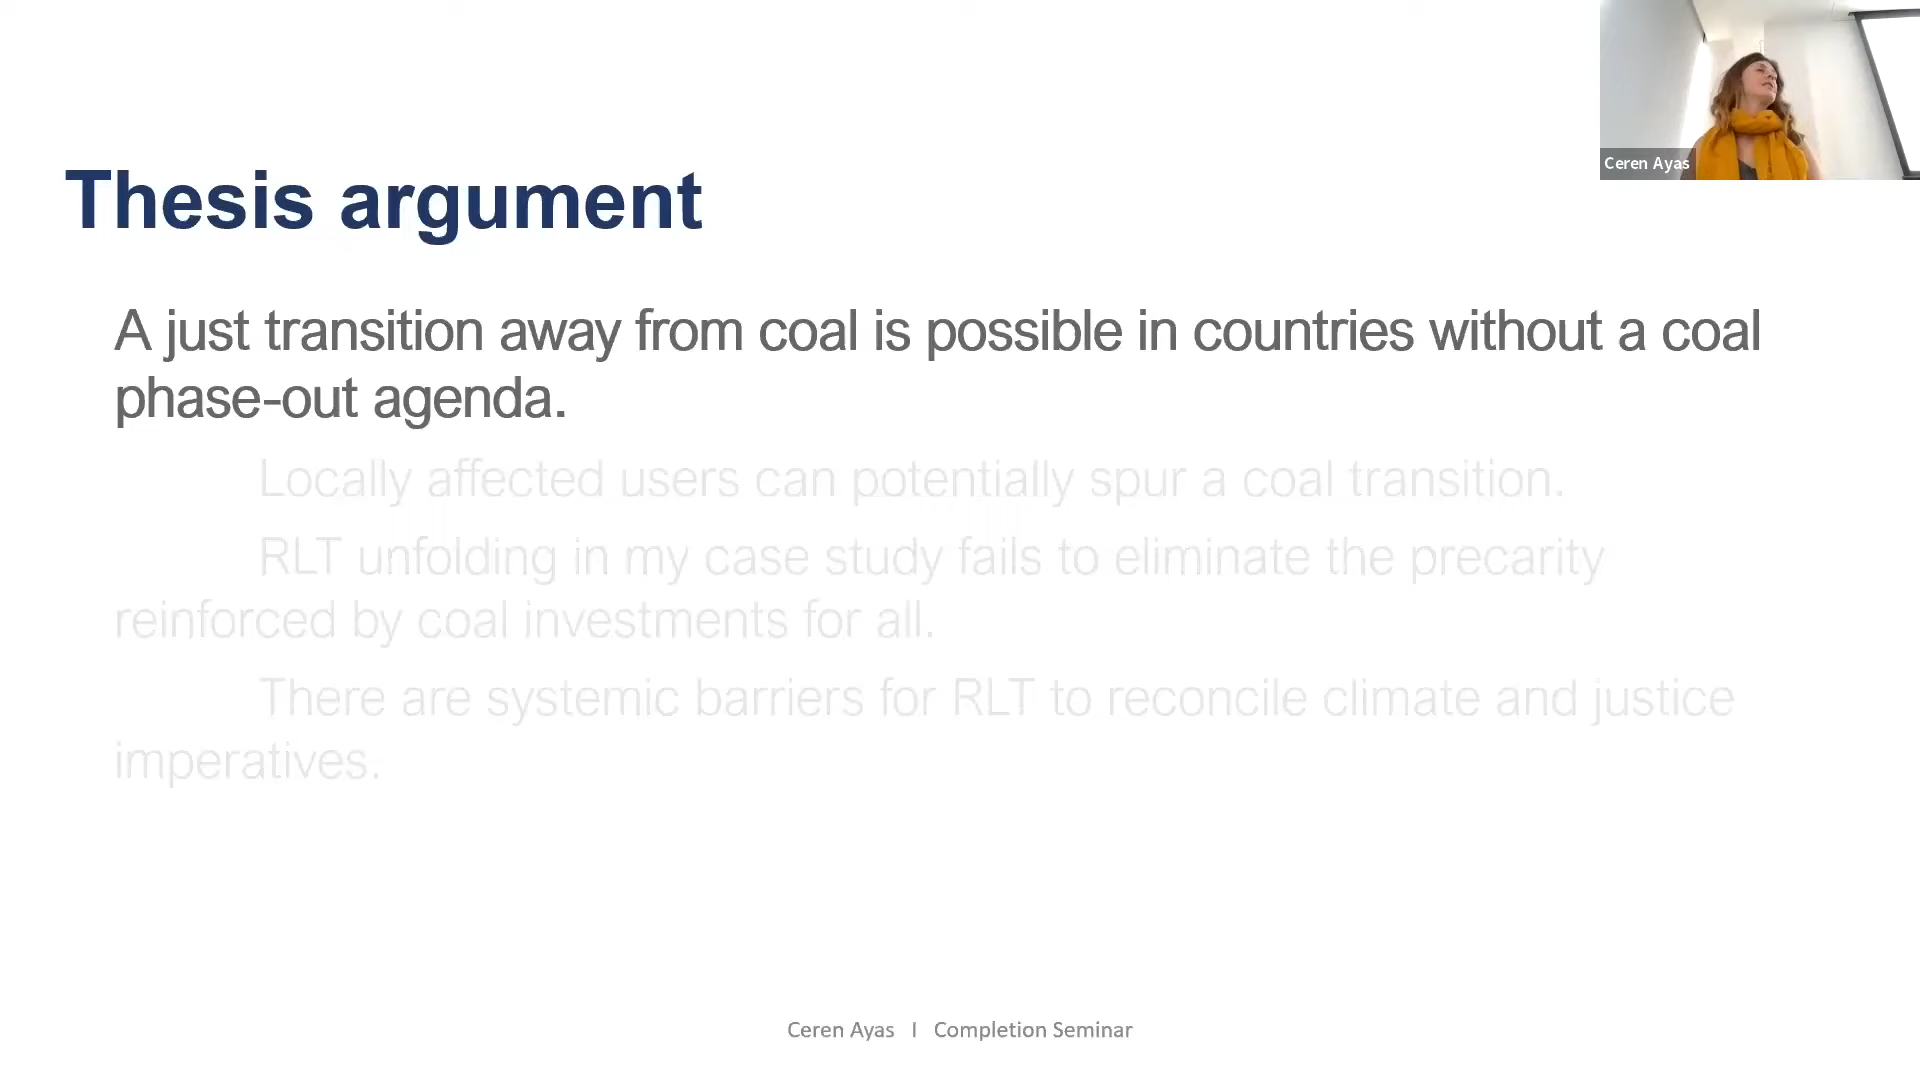 Ceren Ayas
Thesis argument
A just transition away from coal is possible in countries without a coal
phase-out agenda.
Locally affected users can potentially spur a coal transition.
RLT unfolding in my case study fails to eliminate the precarity
reinforced by coal investments for all.
There are systemic barriers for RLT to reconcile climate and justice
imperatives.
Ceren Ayas I Completion Seminar